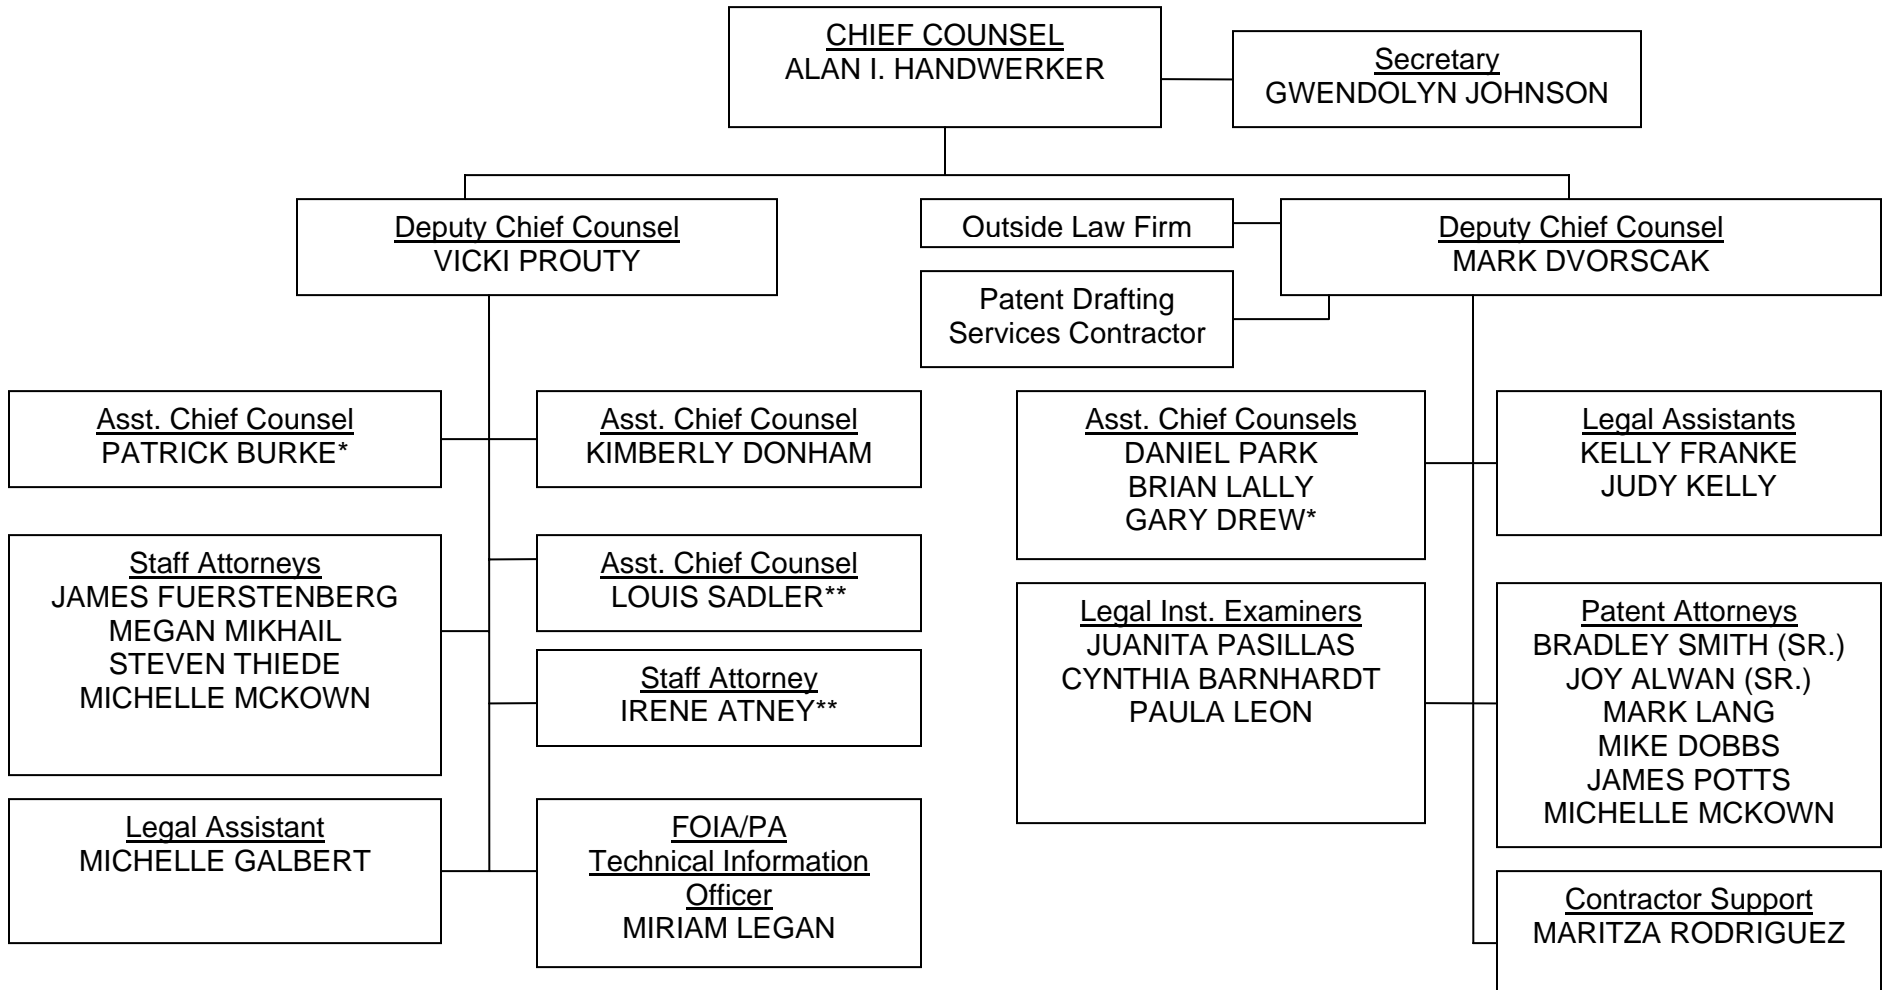 CHIEF COUNSEL
ALAN I. HANDWERKER
Secretary
GWENDOLYN JOHNSON
Deputy Chief Counsel
VICKI PROUTY
Outside Law Firm
Deputy Chief Counsel
MARK DVORSCAK
Patent Drafting
Services Contractor
Asst. Chief Counsel
PATRICK BURKE*
Asst. Chief Counsel
KIMBERLY DONHAM
Asst. Chief Counsels
DANIEL PARK
BRIAN LALLY
GARY DREW*
Legal Assistants
KELLY FRANKE
JUDY KELLY
Staff Attorneys
JAMES FUERSTENBERG
MEGAN MIKHAIL
STEVEN THIEDE
MICHELLE MCKOWN
Asst. Chief Counsel
LOUIS SADLER**
Staff Attorney
IRENE ATNEY**
Legal Inst. Examiners
JUANITA PASILLAS
CYNTHIA BARNHARDT
PAULA LEON
Patent Attorneys
BRADLEY SMITH (SR.)
JOY ALWAN (SR.)
MARK LANG
MIKE DOBBS
JAMES POTTS
MICHELLE MCKOWN
Legal Assistant
MICHELLE GALBERT
FOIA/PA
Technical Information
Officer
MIRIAM LEGAN
Contractor Support
MARITZA RODRIGUEZ